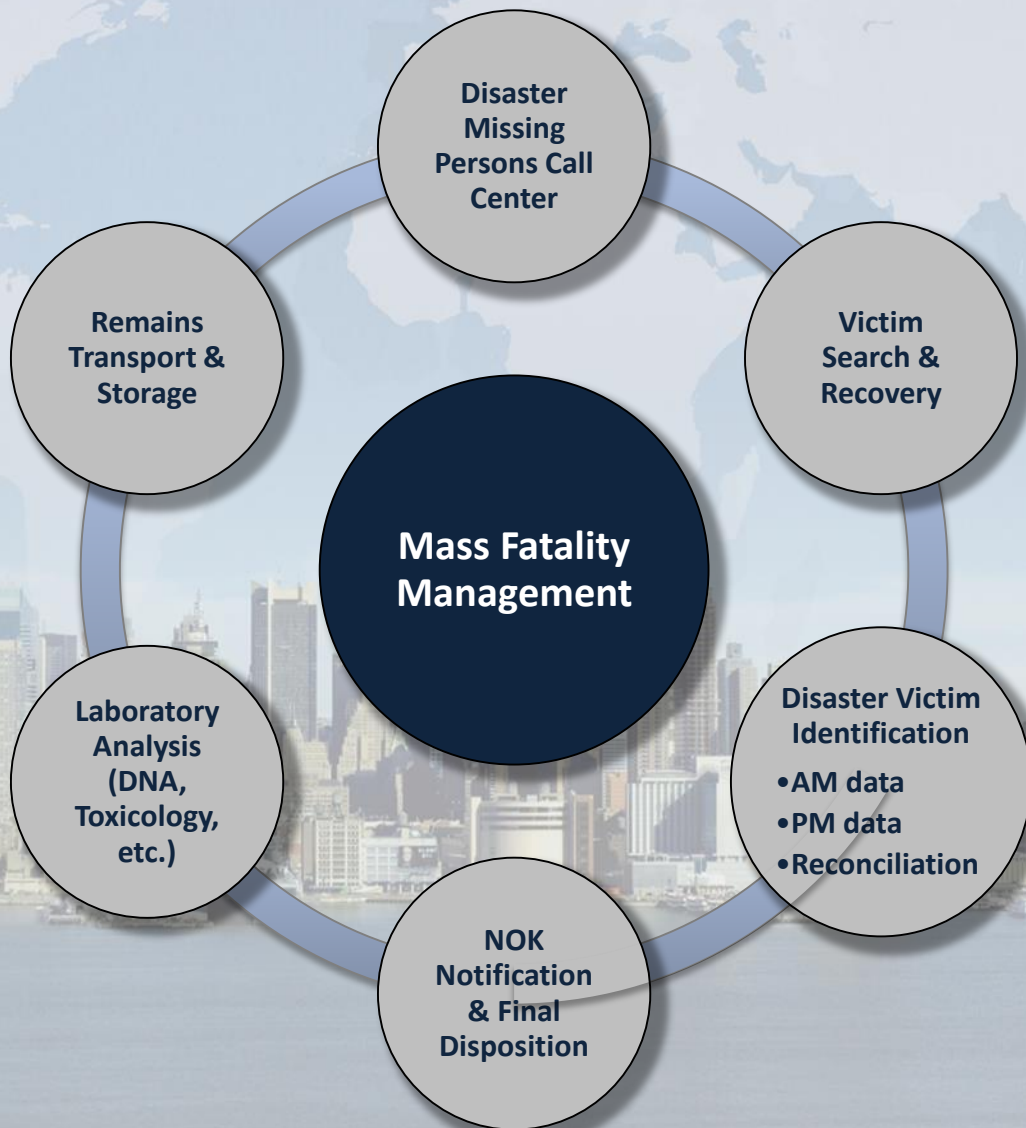 Disaster
Missing
Persons Call
Center
Victim
Search &
Recovery
Disaster Victim
Identification
•AM data
•PM data
•Reconciliation
NOK
Notification
& Final
Disposition
Laboratory
Analysis
(DNA,
Toxicology,
etc.)
Remains
Transport &
Storage
Mass Fatality
Management